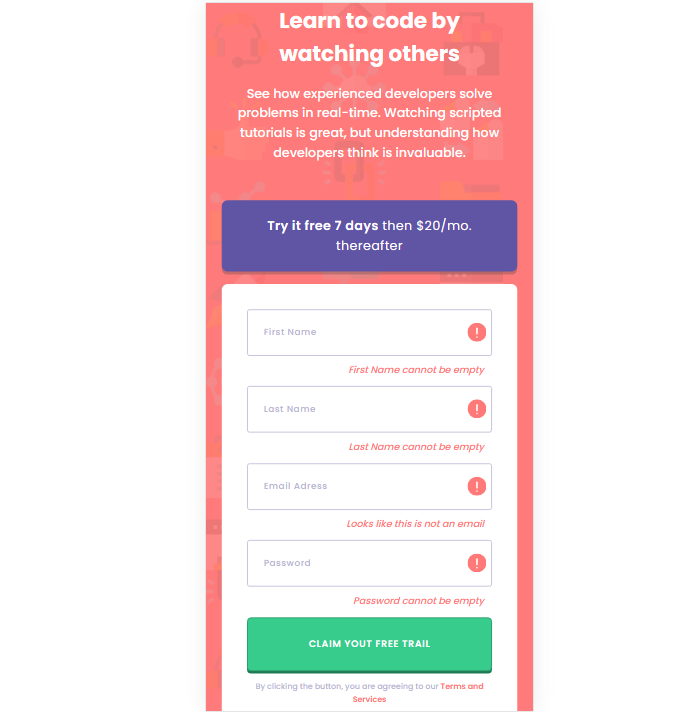 Learn to code by
watching others
See how experienced developers solve
problems in real-time. Watching scripted
tutorials is great, but understanding how
developers think is invaluable.
Try it free 7 days then $20/mo.
thereafter
First Name
!
First Name cannot be empty
Last Name
!
Last Name cannot be empty
Email Adress
!
Looks like this is not an email
Password
!
Password cannot be empty
CLAIM YOUT FREE TRAIL
By clicking the button, you are agreeing to our Terms and
Services